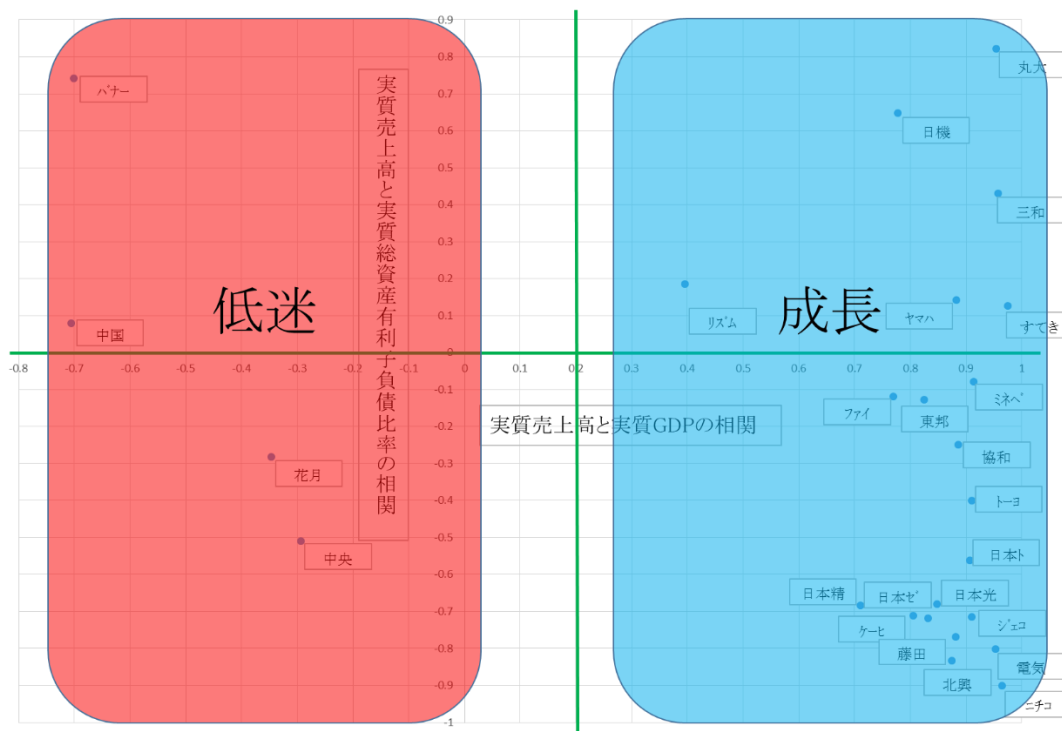 0.9
0.8
0.7
0.6
0.5
0.4
0.3
0.2
0.1
0
-0.1
-0.2
-0.3
-0.4
-0.5
-0.6
-0.7
-0.8
-0.9
-1
-0.8
-0.7
-0.6
-0.5
-0.4
-0.3
-0.2
-0.1
0
0.1
0.2
0.3
0.4
0.5
0.6
0.7
0.8
0.9
1
実質売上高と実質総資産有利子負債比率の相関
実質売上高と実質GDPの相関
低迷
成長
ﾊﾞﾅｰ
中国
花月
中央
丸大
日機
三和
ﾘｽﾞﾑ
ﾔﾏﾊ
すてき
ﾐﾈﾍﾞ
ﾌｧｲ
東邦
協和
ﾄｰﾖ
日本ﾄ
日本精
日本ｾﾞ
日本光
ｹｰﾋ
ｼﾞｪｺ
藤田
電気
北興
ﾆﾁｺ